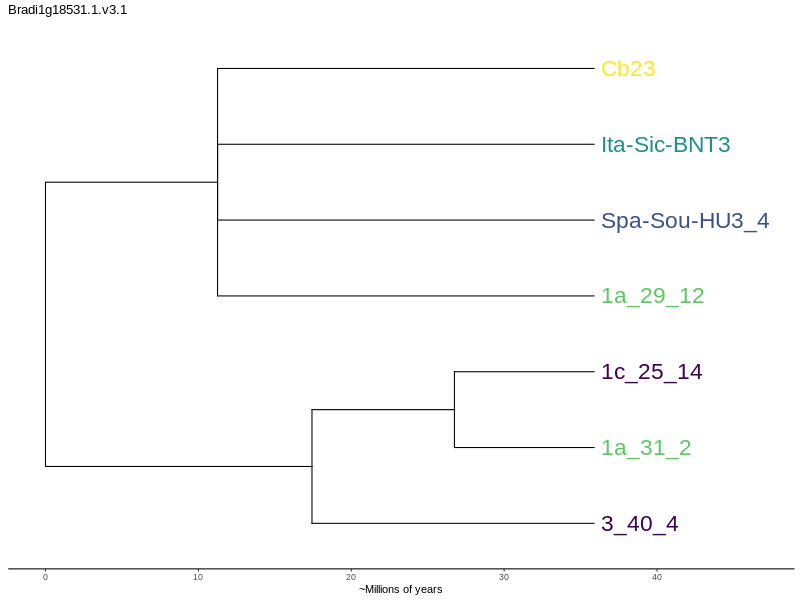 Bradi1g18531.1.v3.1
Cb23
Ita-Sic-BNT3
Spa-Sou-HU3_4
1a_29_12
1c_25_14
1a_31_2
3_40_4
0 10 20 30 40
~Millions of years